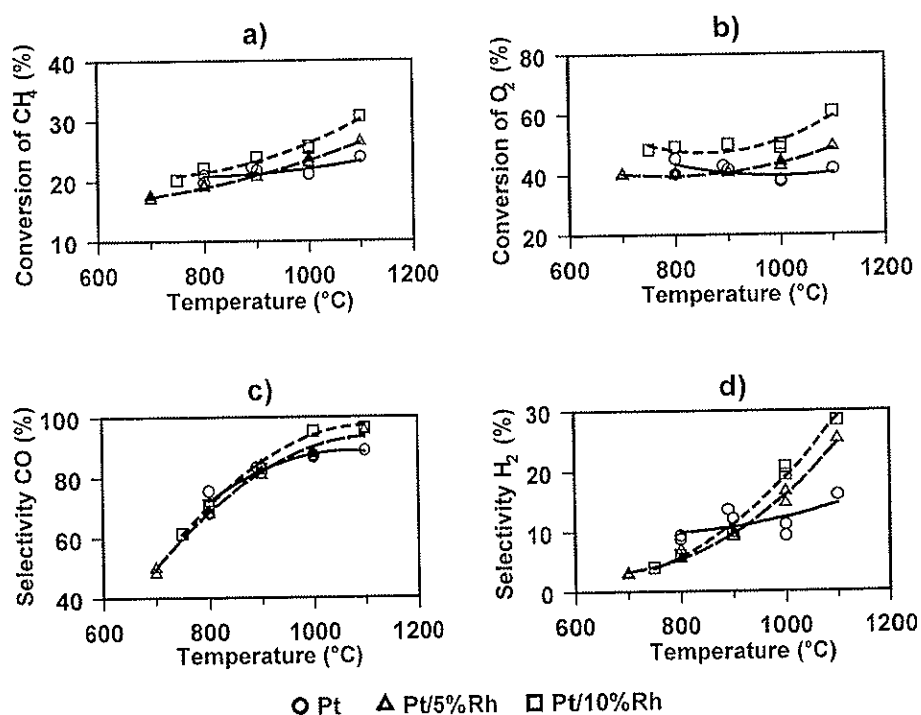 a)
b)
Conversion of CH4 (%)
40
30
20
10
600 800 1000 1200
Temperature (°C)
Conversion of O2 (%)
80
60
40
20
600 800 1000 1200
Temperature (°C)
c)
d)
Selectivity CO (%)
100
80
60
40
600 800 1000 1200
Temperature (°C)
Selectivity H2 (%)
30
20
10
0
600 800 1000 1200
Temperature (°C)
Pt Pt/5%Rh Pt/10%Rh